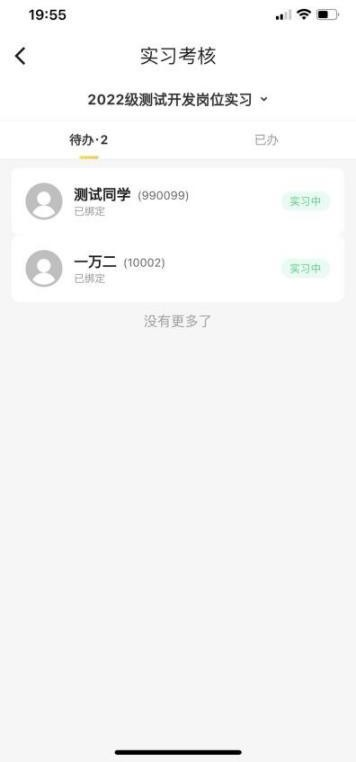 19:55
实习考核
2022级测试开发岗位实习
待办·2 已办
测试同学 (990099) 实习中
已绑定
一万二 (10002) 实习中
已绑定
没有更多了